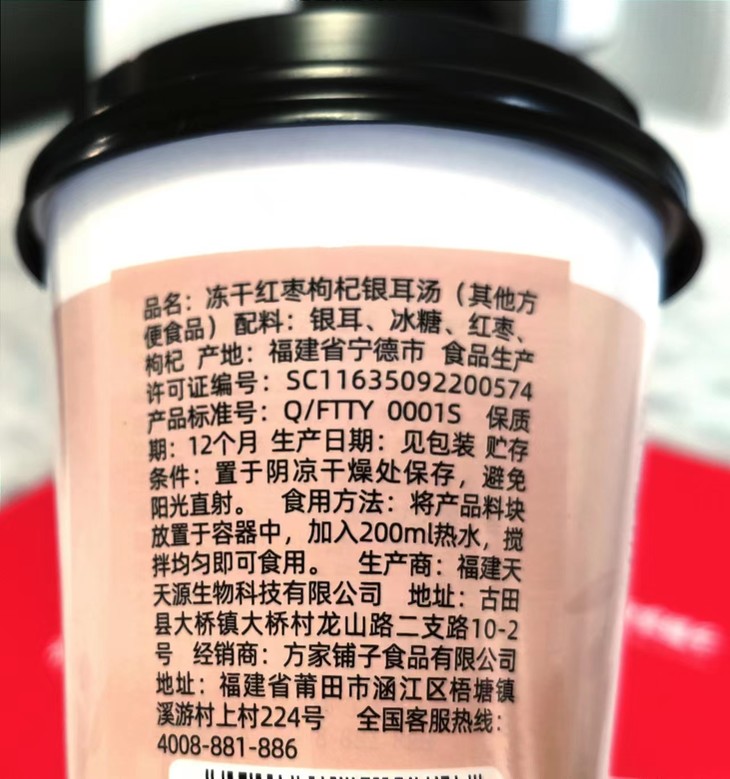 品名：冻干红枣枸杞银耳汤（其他方
便食品）配料：银耳、冰糖、红枣、
枸杞 产地：福建省宁德市 食品生产
许可证编号：SC11635092200574
产品标准号：Q/FTTY 0001S 保质
期：12个月 生产日期：见包装 贮存
条件：置于阴凉干燥处保存，避免
阳光直射。 食用方法：将产品料块
放置于容器中，加入200ml热水，搅
拌均匀即可食用。 生产商：福建天
天源生物科技有限公司 地址：古田
县大桥镇大桥村龙山路二支路10-2
号 经销商：方家铺子食品有限公司
地址：福建省莆田市涵江区梧塘镇
溪游村上村224号 全国客服热线：
4008-881-886